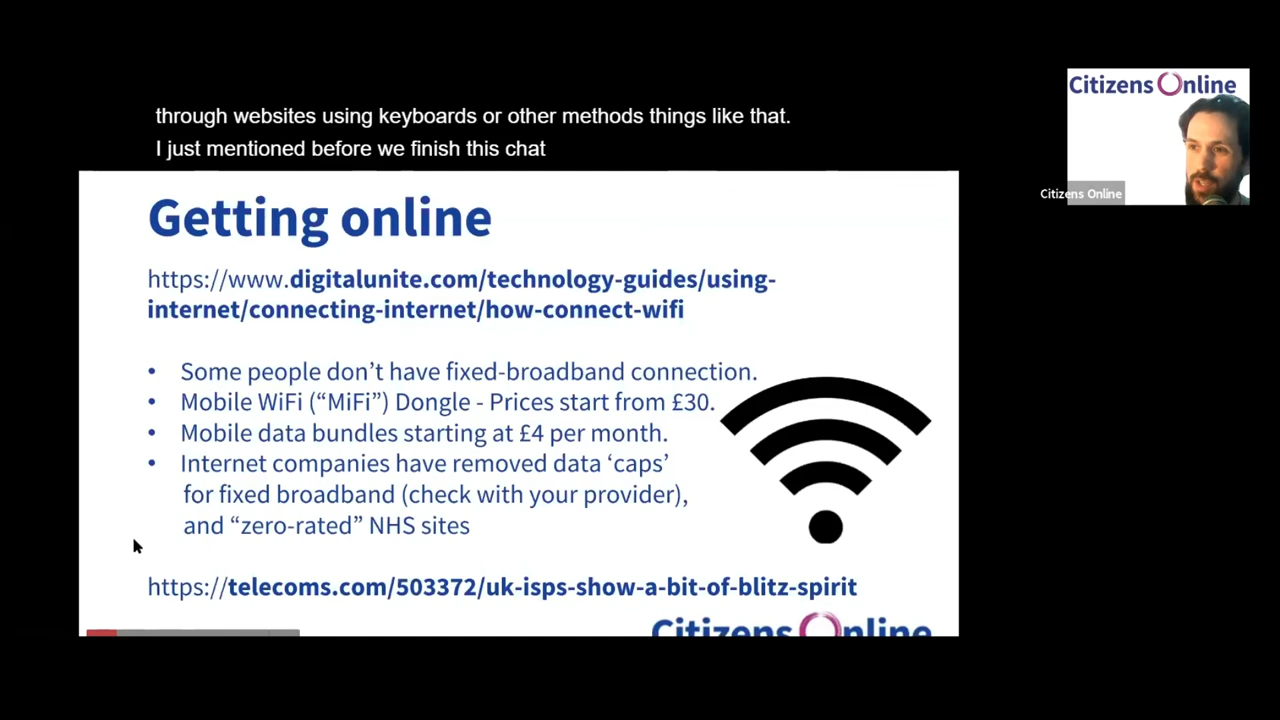 through websites using keyboards or other methods things like that.
I just mentioned before we finish this chat
Citizens Online
Citizens Online
Getting online
https://www.digitalunite.com/technology-guides/using-
internet/connecting-internet/how-connect-wifi
• Some people don’t have fixed-broadband connection.
• Mobile WiFi (“MiFi”) Dongle - Prices start from £30.
• Mobile data bundles starting at £4 per month.
• Internet companies have removed data ‘caps’
for fixed broadband (check with your provider),
and “zero-rated” NHS sites
https://telecoms.com/503372/uk-isps-show-a-bit-of-blitz-spirit
Citizens Online